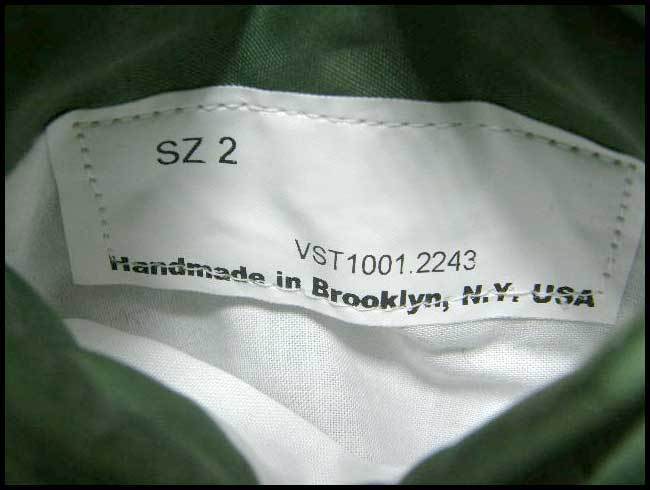 SZ 2
VST1001.2243
Handmade in Brooklyn, N.Y. USA